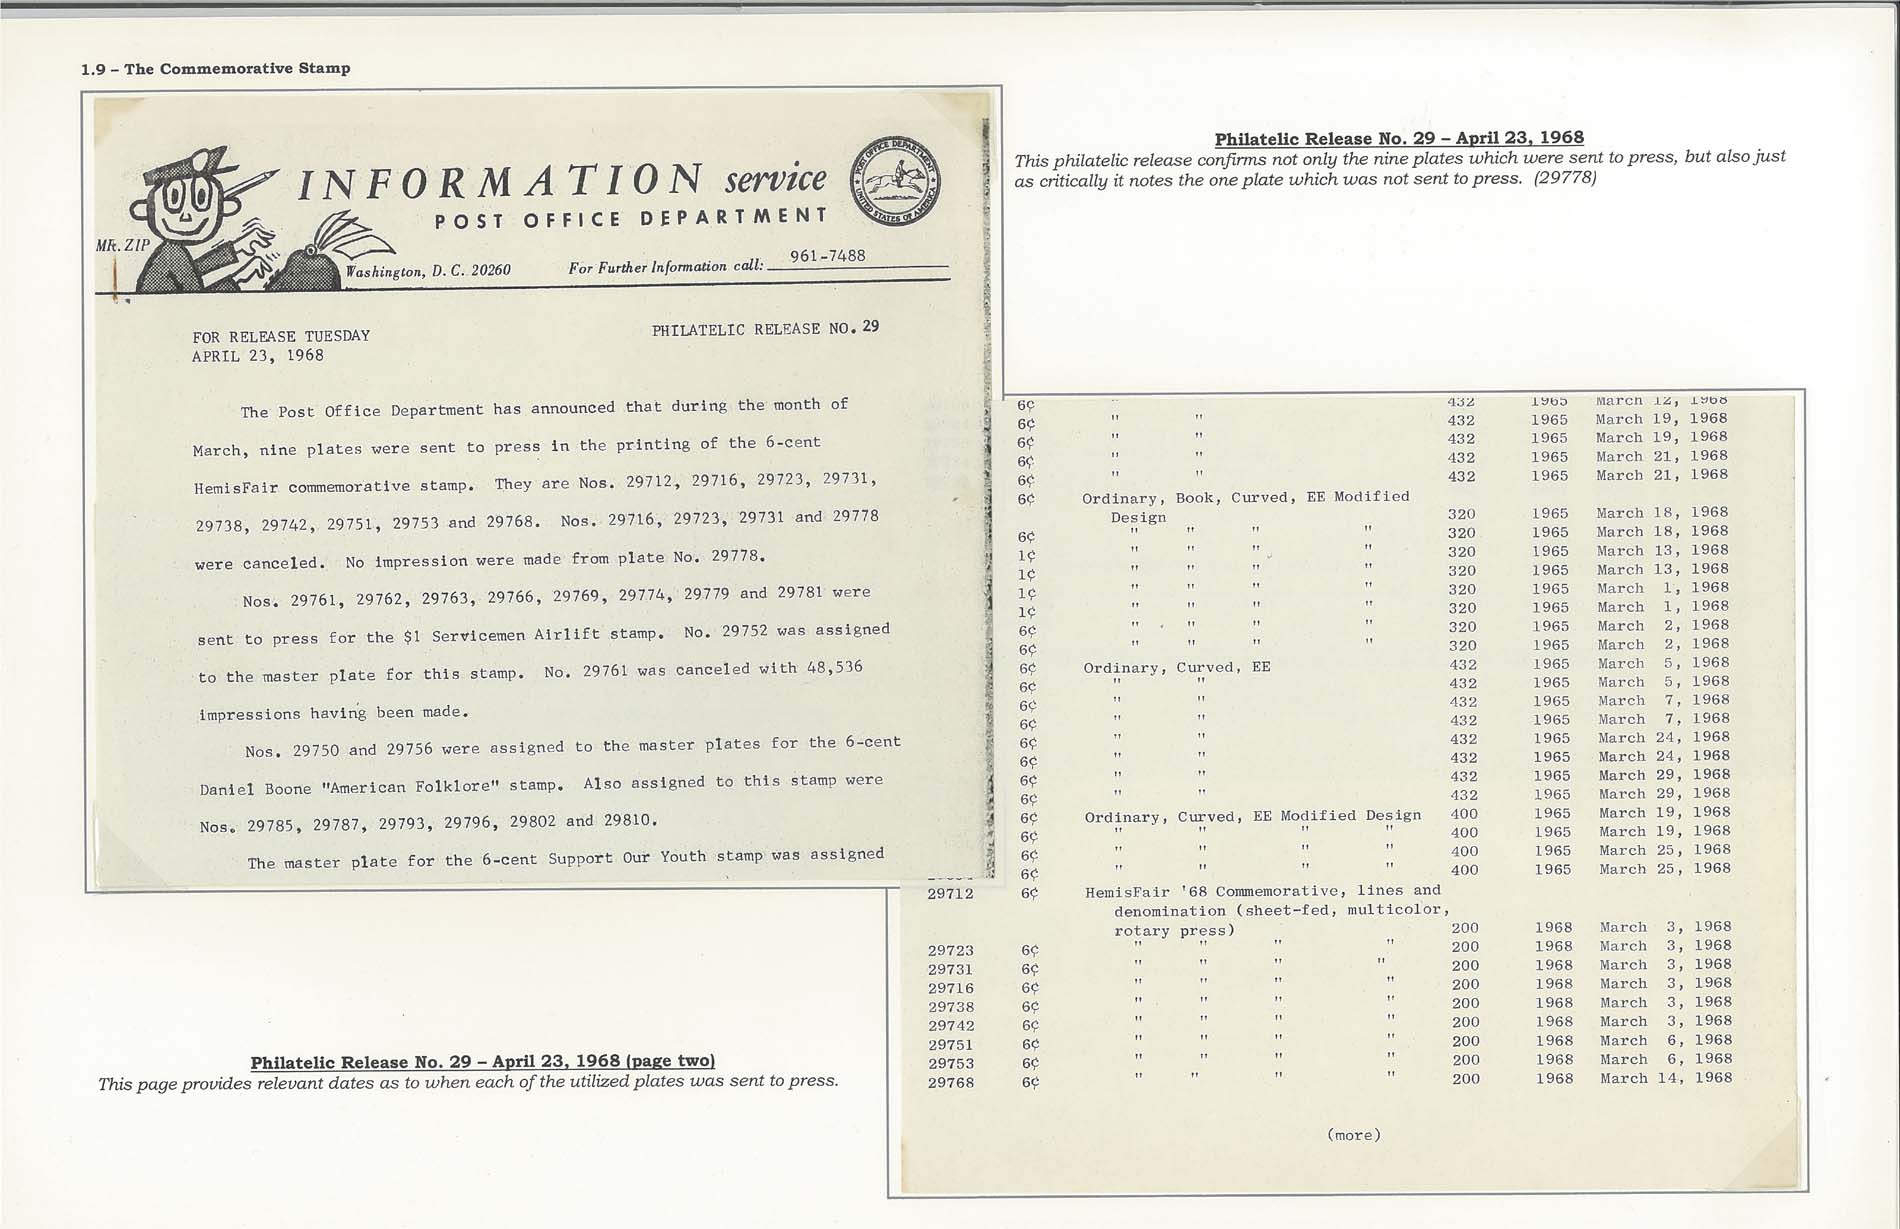 1.9 – The Commemorative Stamp
MR. ZIP
INFORMATION service
POST OFFICE DEPARTMENT
POST OFFICE DEPARTMENT
UNITED STATES OF AMERICA
Washington, D. C. 20260 For Further Information call: 961-7488
FOR RELEASE TUESDAY PHILATELIC RELEASE NO. 29
APRIL 23, 1968
The Post Office Department has announced that during the month of
March, nine plates were sent to press in the printing of the 6-cent
HemisFair commemorative stamp. They are Nos. 29712, 29716, 29723, 29731,
29738, 29742, 29751, 29753 and 29768. Nos. 29716, 29723, 29731 and 29778
were canceled. No impression were made from plate No. 29778.
Nos. 29761, 29762, 29763, 29766, 29769, 29774, 29779 and 29781 were
sent to press for the $1 Servicemen Airlift stamp. No. 29752 was assigned
to the master plate for this stamp. No. 29761 was canceled with 48,536
impressions having been made.
Nos. 29750 and 29756 were assigned to the master plates for the 6-cent
Daniel Boone "American Folklore" stamp. Also assigned to this stamp were
Nos. 29785, 29787, 29793, 29796, 29802 and 29810.
The master plate for the 6-cent Support Our Youth stamp was assigned
Philatelic Release No. 29 – April 23, 1968
This philatelic release confirms not only the nine plates which were sent to press, but also just
as critically it notes the one plate which was not sent to press. (29778)
6¢ " " 432 1965 March 12, 1968
6¢ " " 432 1965 March 19, 1968
6¢ " " 432 1965 March 19, 1968
6¢ " " 432 1965 March 21, 1968
6¢ " " 432 1965 March 21, 1968
6¢ Ordinary, Book, Curved, EE Modified
Design 320 1965 March 18, 1968
6¢ " " " " 320 1965 March 18, 1968
1¢ " " " " 320 1965 March 13, 1968
1¢ " " " " 320 1965 March 13, 1968
1¢ " " " " 320 1965 March 1, 1968
1¢ " " " " 320 1965 March 1, 1968
6¢ " " " " 320 1965 March 2, 1968
6¢ " " " " 320 1965 March 2, 1968
6¢ Ordinary, Curved, EE 432 1965 March 5, 1968
6¢ " " 432 1965 March 5, 1968
6¢ " " 432 1965 March 7, 1968
6¢ " " 432 1965 March 7, 1968
6¢ " " 432 1965 March 24, 1968
6¢ " " 432 1965 March 24, 1968
6¢ " " 432 1965 March 29, 1968
6¢ " " 432 1965 March 29, 1968
6¢ Ordinary, Curved, EE Modified Design 400 1965 March 19, 1968
6¢ " " " " 400 1965 March 19, 1968
6¢ " " " " 400 1965 March 25, 1968
6¢ " " " " 400 1965 March 25, 1968
29712 6¢ HemisFair '68 Commemorative, lines and
denomination (sheet-fed, multicolor,
rotary press) 200 1968 March 3, 1968
29723 6¢ " " " " 200 1968 March 3, 1968
29731 6¢ " " " " 200 1968 March 3, 1968
29716 6¢ " " " " 200 1968 March 3, 1968
29738 6¢ " " " " 200 1968 March 3, 1968
29742 6¢ " " " " 200 1968 March 3, 1968
29751 6¢ " " " " 200 1968 March 6, 1968
29753 6¢ " " " " 200 1968 March 6, 1968
29768 6¢ " " " " 200 1968 March 14, 1968
(more)
Philatelic Release No. 29 – April 23, 1968 (page two)
This page provides relevant dates as to when each of the utilized plates was sent to press.